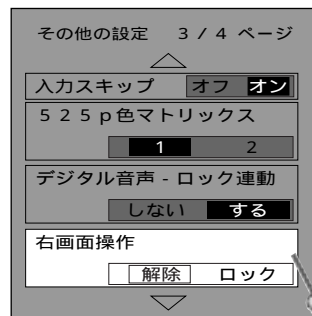 その他の設定 3/4 ページ
入力スキップ オフ オン
525p色マトリックス
1 2
デジタル音声-ロック連動
しない する
右画面操作
解除 ロック